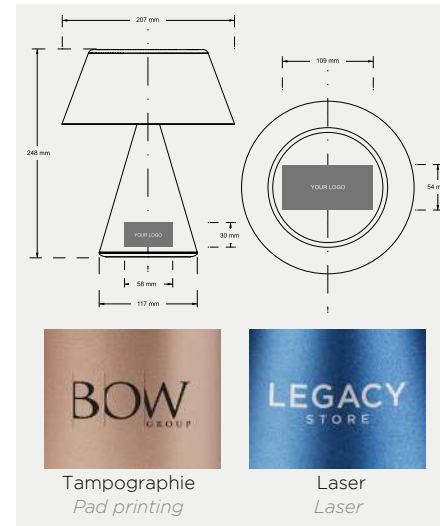 207 mm
109 mm
248 mm
YOUR LOGO
54 mm
YOUR LOGO
30 mm
58 mm
117 mm
BOW
GROUP
LEGACY
STORE
Tampographie
Pad printing
Laser
Laser